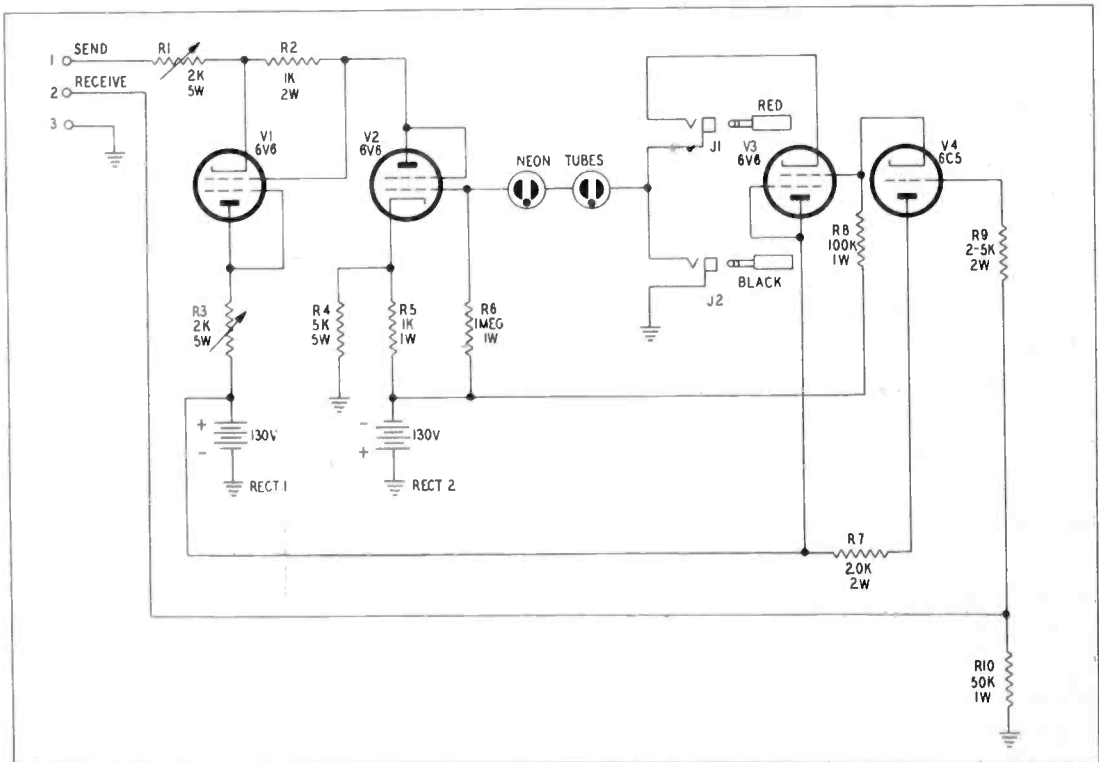 1 SEND
R1
2K
5W
R2
1K
2W
2 RECEIVE
3
V1
6V6
V2
6V6
NEON TUBES
J1
RED
V3
6V6
V4
6C5
R8
100K
1W
R9
2-5K
2W
J2
BLACK
R3
2K
5W
R4
5K
5W
R5
1K
1W
R6
1MEG
1W
+
-
130V
RECT 1
-
+
130V
RECT 2
R7
20K
2W
R10
50K
1W